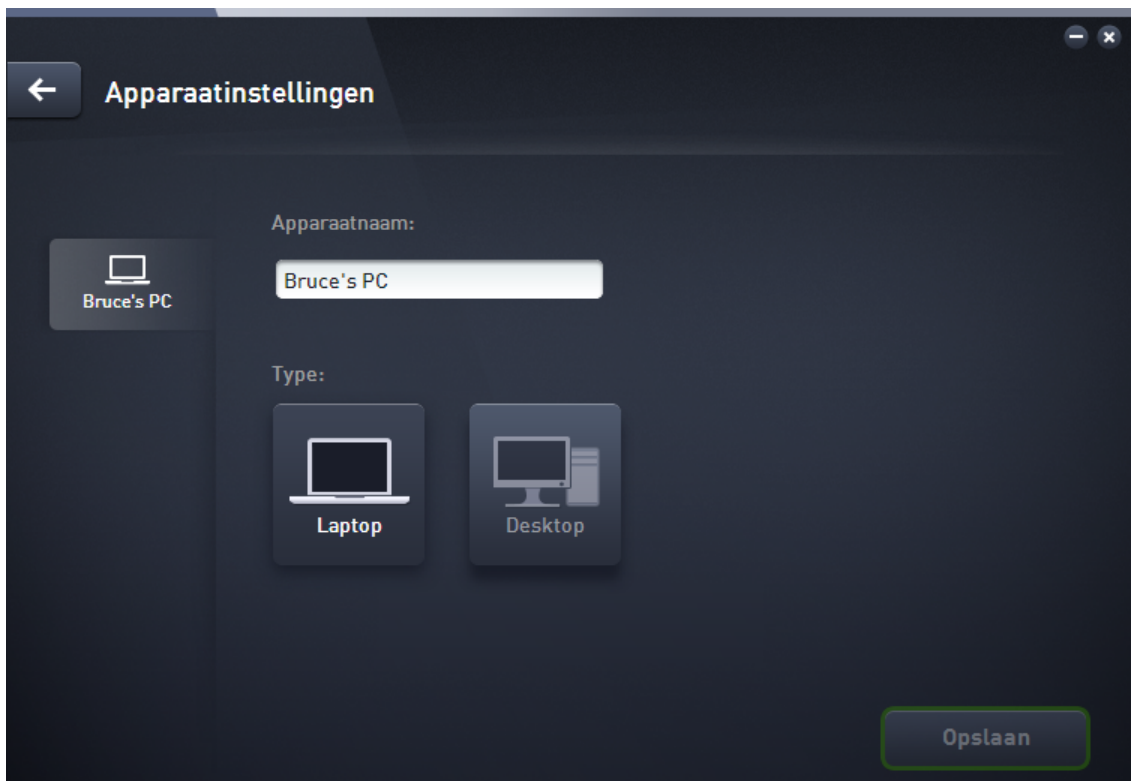 Apparaatinstellingen
Apparaatnaam:
Bruce's PC
Bruce's PC
Type:
Laptop
Desktop
Opslaan